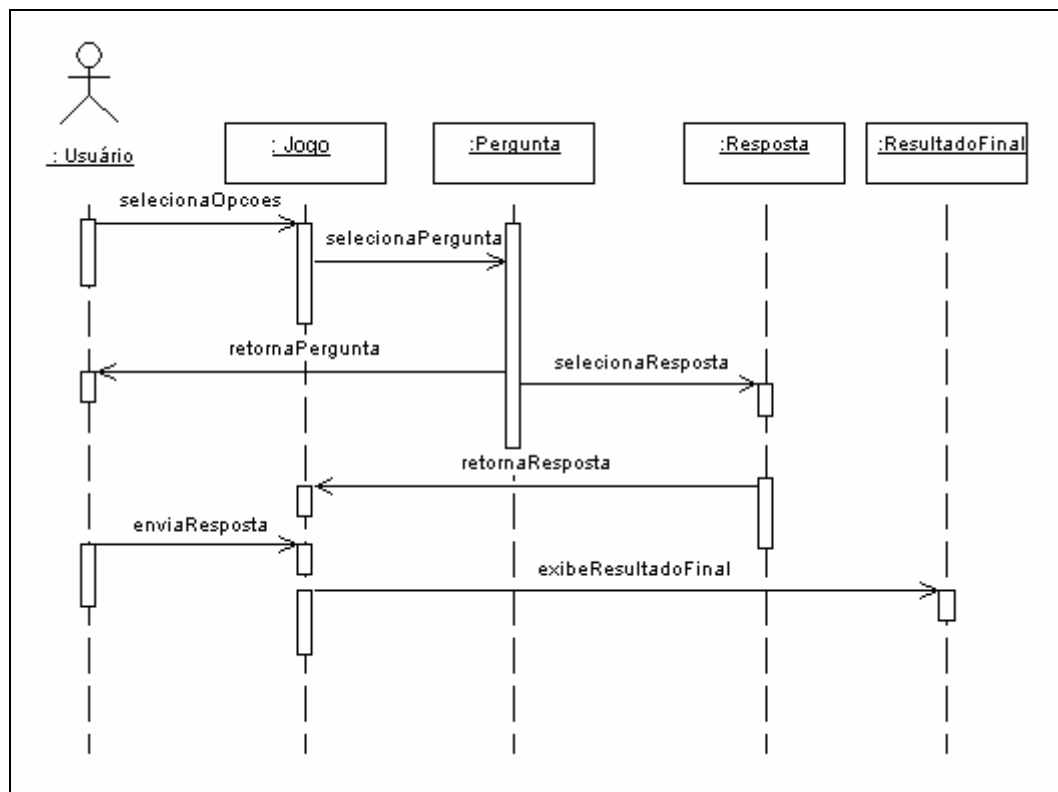 : Usuário
: Jogo
:Pergunta
:Resposta
:ResultadoFinal
selecionaOpcoes
selecionaPergunta
retornaPergunta
selecionaResposta
retornaResposta
enviaResposta
exibeResultadoFinal